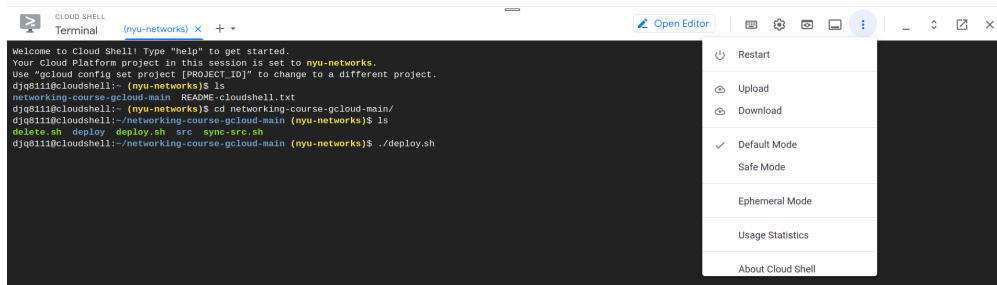 CLOUD SHELL
Terminal
(nyu-networks)
Open Editor
Welcome to Cloud Shell! Type "help" to get started.
Your Cloud Platform project in this session is set to nyu-networks.
Use “gcloud config set project [PROJECT_ID]” to change to a different project.
djq8111@cloudshell:~ (nyu-networks)$ ls
networking-course-gcloud-main README-cloudshell.txt
djq8111@cloudshell:~ (nyu-networks)$ cd networking-course-gcloud-main/
djq8111@cloudshell:~/networking-course-gcloud-main (nyu-networks)$ ls
delete.sh deploy deploy.sh src sync-src.sh
djq8111@cloudshell:~/networking-course-gcloud-main (nyu-networks)$ ./deploy.sh
Restart
Upload
Download
Default Mode
Safe Mode
Ephemeral Mode
Usage Statistics
About Cloud Shell